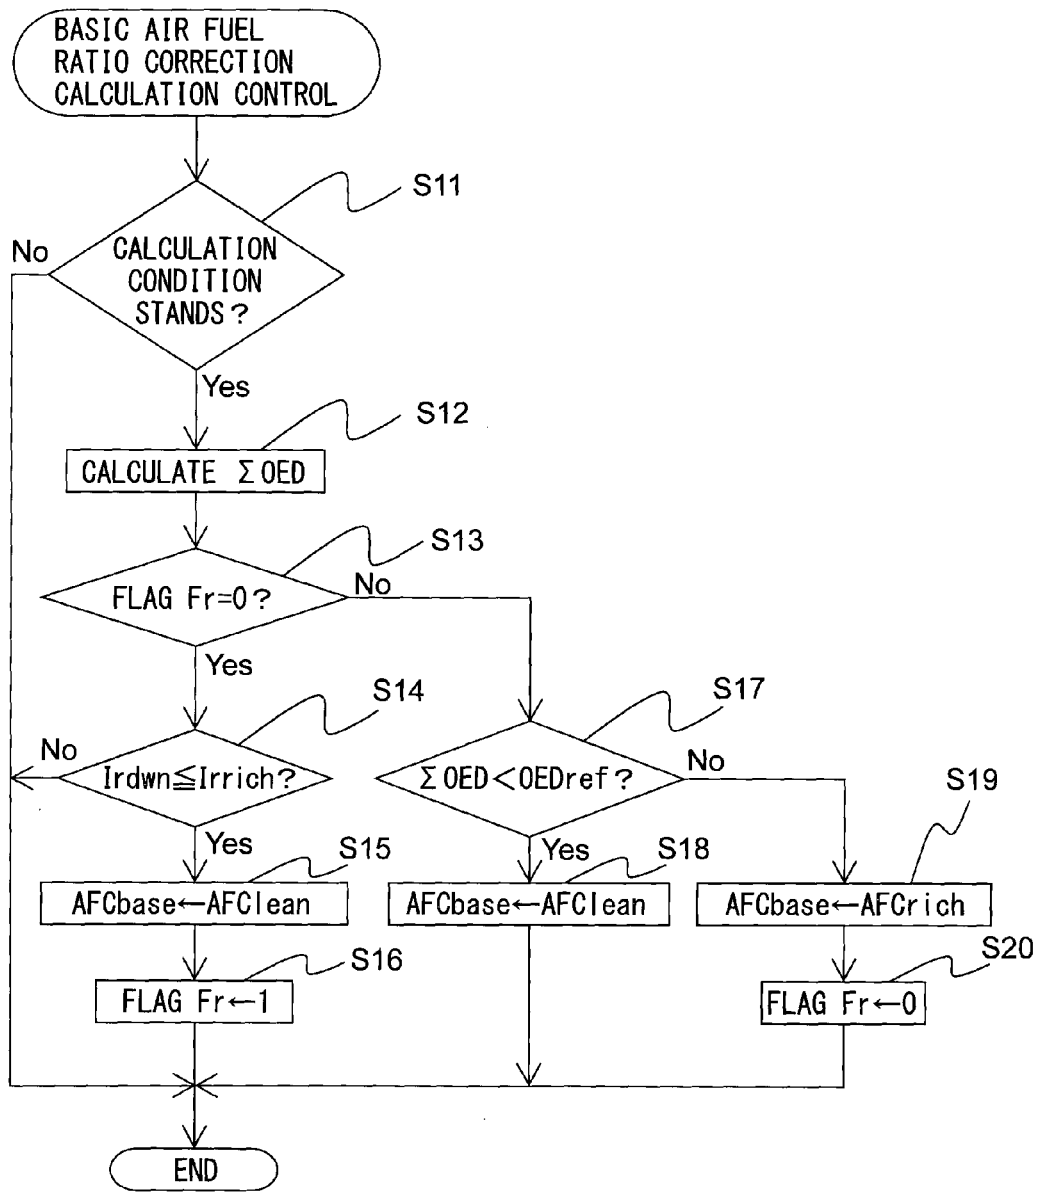 BASIC AIR FUEL
RATIO CORRECTION
CALCULATION CONTROL
S11
No
CALCULATION
CONDITION
STANDS?
Yes
S12
CALCULATE ΣOED
S13
FLAG Fr=0?
No
Yes
S14
S17
No
Irdwn≦Irrich?
ΣOED<OEDref?
No
S19
Yes
S15
Yes
S18
AFCbase←AFClean
AFCbase←AFClean
AFCbase←AFCrich
S16
S20
FLAG Fr←1
FLAG Fr←0
END